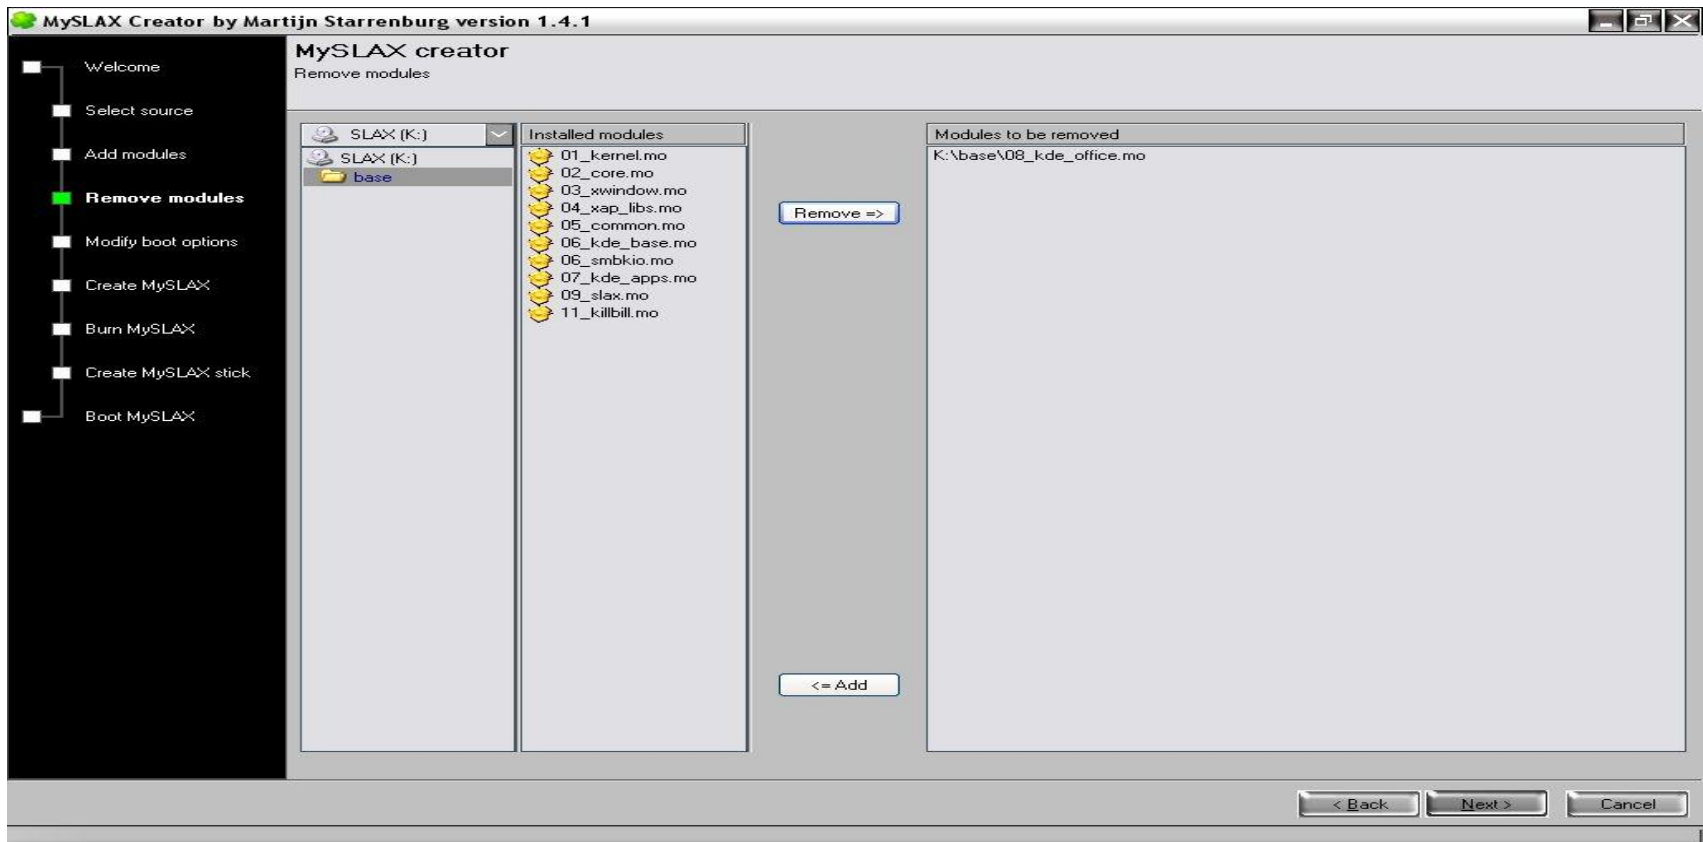 MySLAX Creator by Martijn Starrenburg version 1.4.1
MySLAX creator
Remove modules
Welcome
Select source
Add modules
Remove modules
Modify boot options
Create MySLAX
Burn MySLAX
Create MySLAX stick
Boot MySLAX
SLAX (K:)
SLAX (K:)
base
Installed modules
01_kernel.mo
02_core.mo
03_xwindow.mo
04_xap_libs.mo
05_common.mo
06_kde_base.mo
06_smbkio.mo
07_kde_apps.mo
09_slax.mo
11_killbill.mo
Remove =>
<= Add
Modules to be removed
K:\base\08_kde_office.mo
< Back
Next >
Cancel